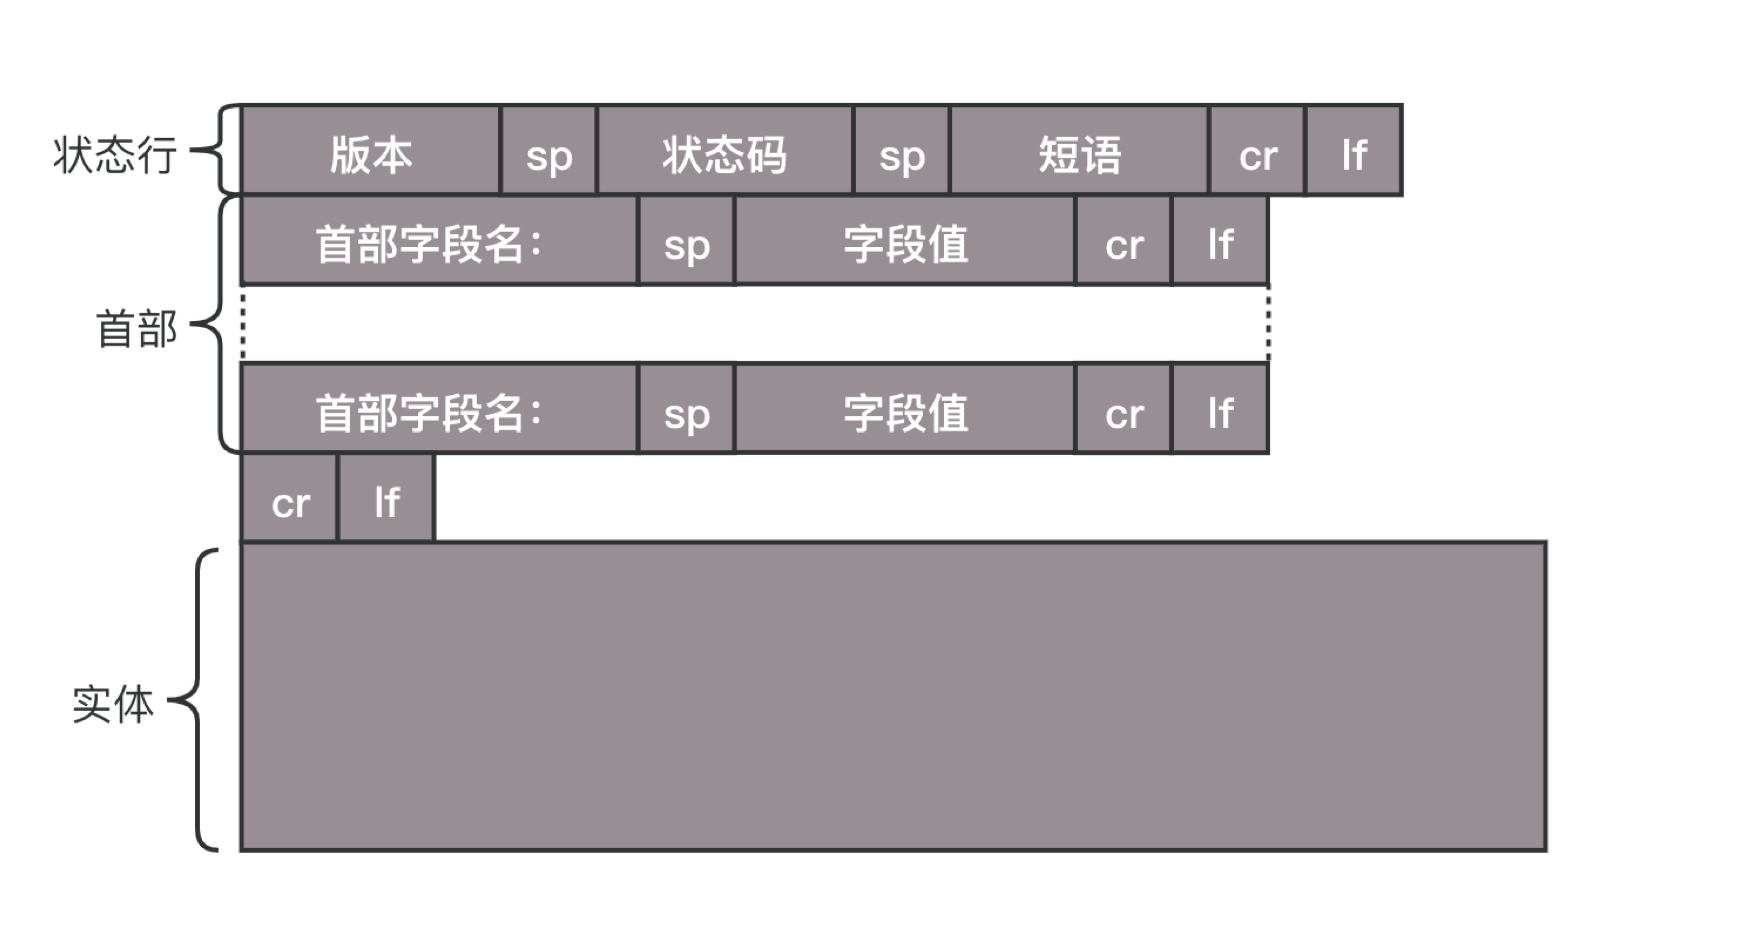 状态行 版本 sp 状态码 sp 短语 cr lf
首部字段名： sp 字段值 cr lf
首部
首部字段名： sp 字段值 cr lf
cr lf
实体